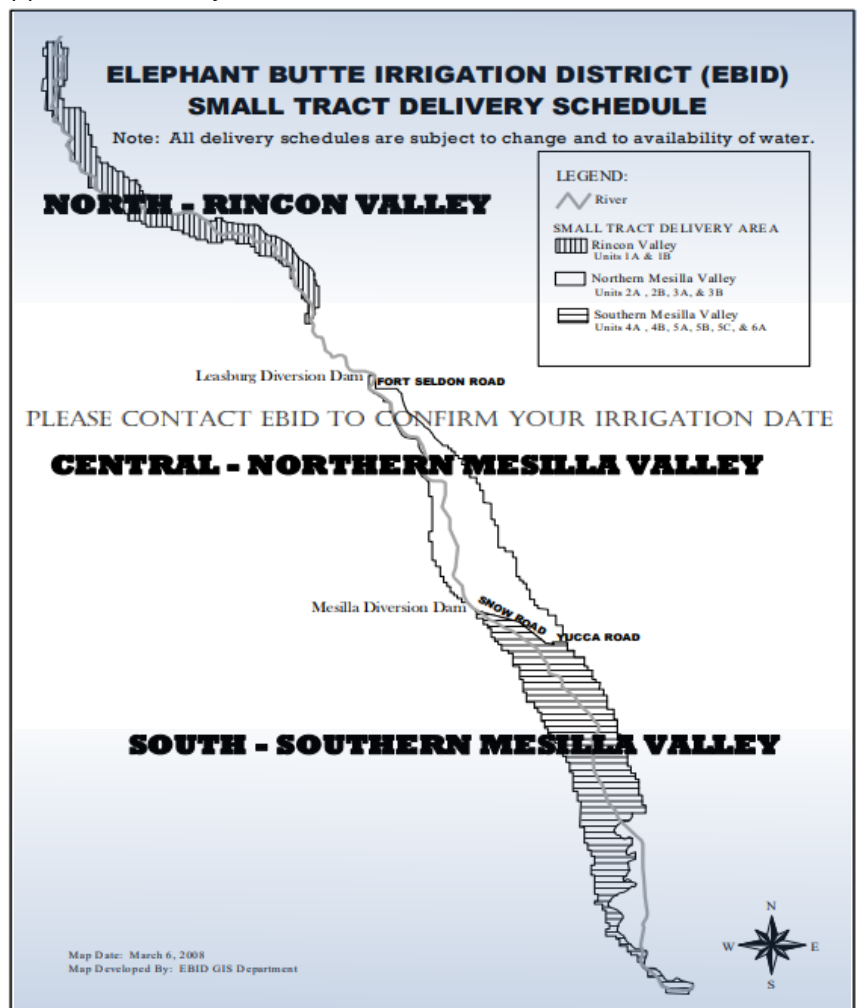 ELEPHANT BUTTE IRRIGATION DISTRICT (EBID)
SMALL TRACT DELIVERY SCHEDULE
Note: All delivery schedules are subject to change and to availability of water.
LEGEND:
River
SMALL TRACT DELIVERY AREA
Rincon Valley
Units 1A & 1B
Northern Mesilla Valley
Units 2A , 2B, 3A, & 3B
Southern Mesilla Valley
Units 4A , 4B, 5A, 5B, 5C, & 6A
NORTH - RINCON VALLEY
Leasburg Diversion Dam
FORT SELDON ROAD
PLEASE CONTACT EBID TO CONFIRM YOUR IRRIGATION DATE
CENTRAL - NORTHERN MESILLA VALLEY
Mesilla Diversion Dam
SNOW ROAD
YUCCA ROAD
SOUTH - SOUTHERN MESILLA VALLEY
N
W E
S
Map Date: March 6, 2008
Map Developed By: EBID GIS Department